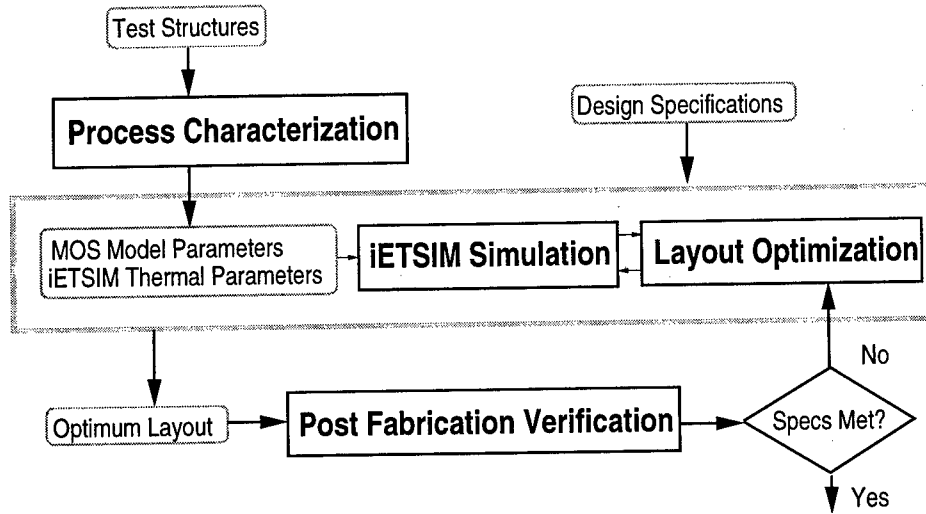 Test Structures
Process Characterization
Design Specifications
MOS Model Parameters
iETSIM Thermal Parameters
iETSIM Simulation
Layout Optimization
No
Optimum Layout
Post Fabrication Verification
Specs Met?
Yes